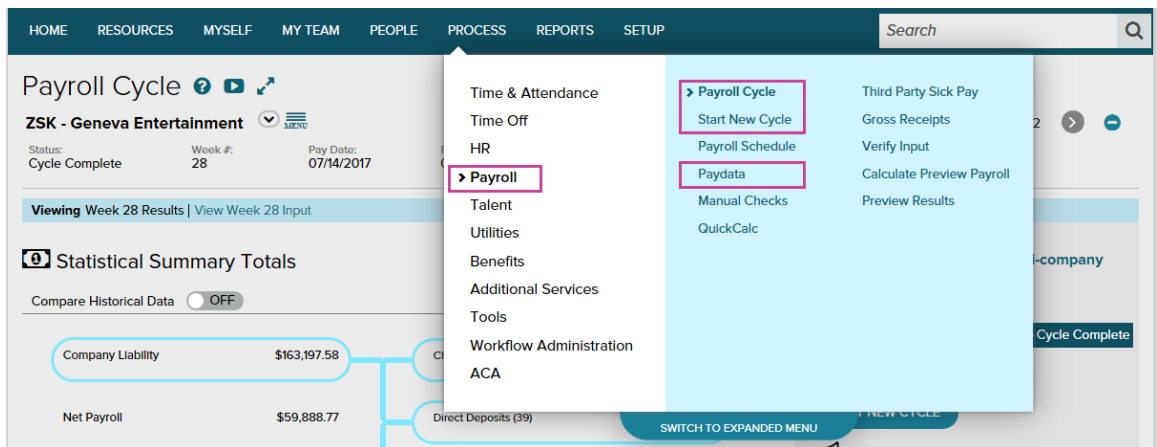 HOME RESOURCES MYSELF MY TEAM PEOPLE PROCESS REPORTS SETUP Search
Payroll Cycle
ZSK - Geneva Entertainment MENU
Status: Week #: Pay Date:
Cycle Complete 28 07/14/2017
Viewing Week 28 Results | View Week 28 Input
Statistical Summary Totals
Compare Historical Data OFF
Company Liability $163,197.58
Net Payroll $59,888.77
Direct Deposits (39)
Time & Attendance
Time Off
HR
Payroll
Talent
Utilities
Benefits
Additional Services
Tools
Workflow Administration
ACA
Payroll Cycle
Start New Cycle
Payroll Schedule
Paydata
Manual Checks
QuickCalc
Third Party Sick Pay
Gross Receipts
Verify Input
Calculate Preview Payroll
Preview Results
SWITCH TO EXPANDED MENU
2
i-company
Cycle Complete
NEW CYCLE